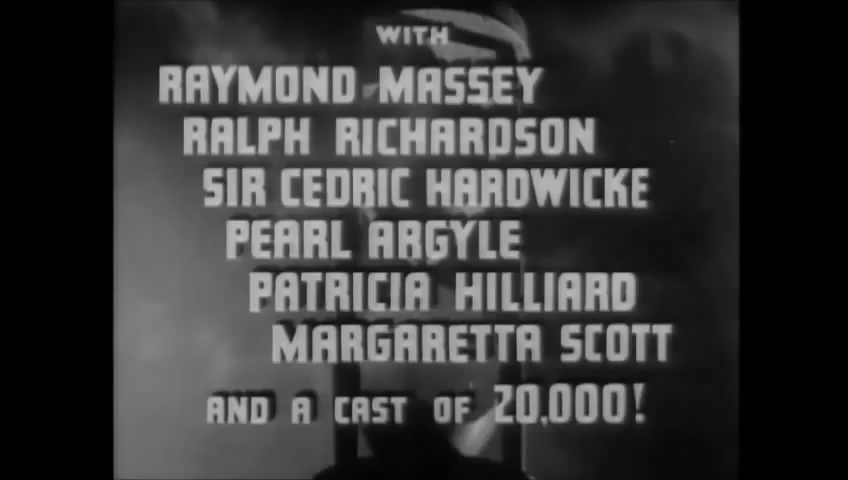 WITH
RAYMOND MASSEY
RALPH RICHARDSON
SIR CEDRIC HARDWICKE
PEARL ARGYLE
PATRICIA HILLIARD
MARGARETTA SCOTT
AND A CAST OF 20,000!